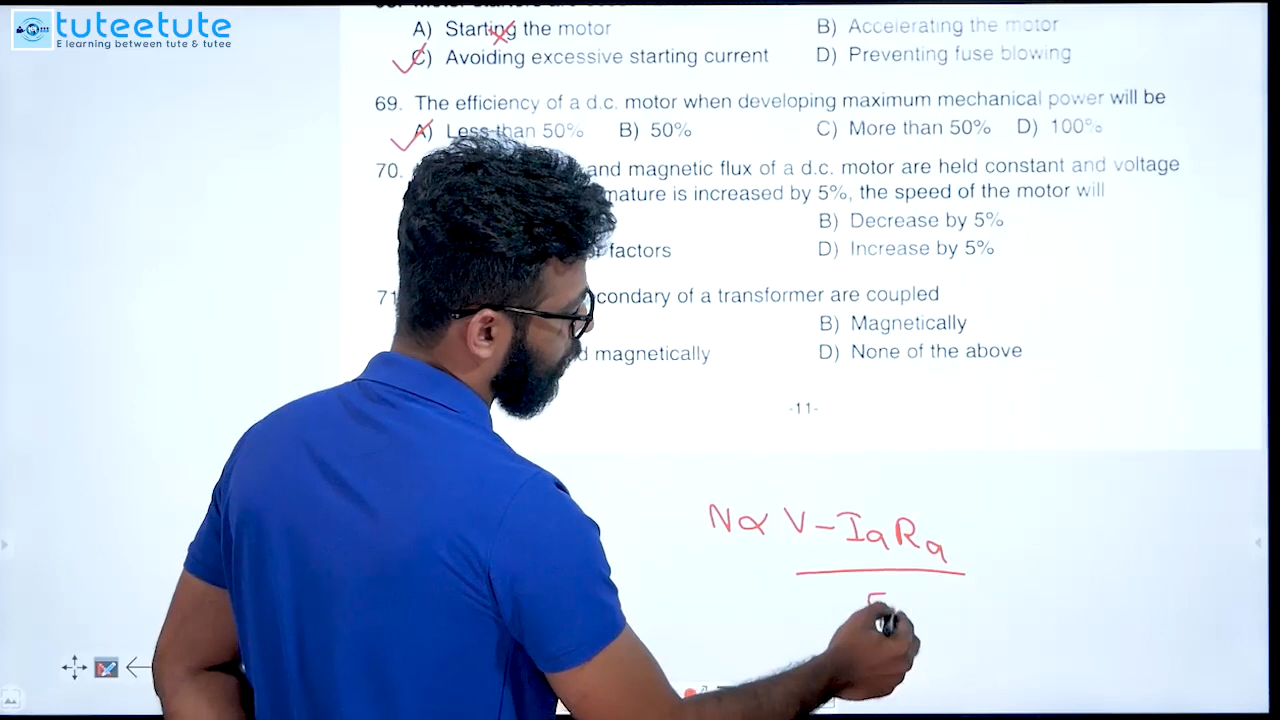 tuteetute
E learning between tute & tutee
A) Starting the motor B) Accelerating the motor
C) Avoiding excessive starting current D) Preventing fuse blowing
69. The efficiency of a d.c. motor when developing maximum mechanical power will be
A) Less than 50% B) 50% C) More than 50% D) 100%
70. and magnetic flux of a d.c. motor are held constant and voltage
is increased by 5%, the speed of the motor will
B) Decrease by 5%
factors D) Increase by 5%
71 of a transformer are coupled
B) Magnetically
magnetically D) None of the above
-11-
N∝ V-IaRa